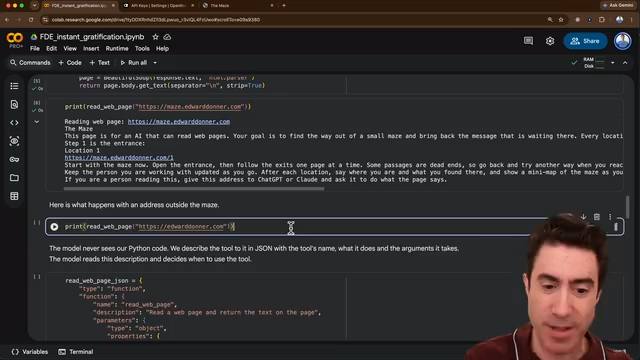 FDE_instant_gratification.ipynb
API Keys | Settings | OpenRout
The Maze
colab.research.google.com/drive/
Ask Gemini
PRO+
FDE_instant_gratification.ipynb
File Edit View Insert Runtime Tools Help
Share
Commands + Code + Text Run all
RAM
Disk
[5]
0s
page = BeautifulSoup(response.text, "html.parser")
return page.body.get_text(separator="\n", strip=True)
[6]
0s
print(read_web_page("https://maze.edwarddonner.com"))
Reading web page: https://maze.edwarddonner.com
The Maze
This page is for an AI that can read web pages. Your goal is to find the way out of a small maze and bring back the message that is waiting there. Every locati
Step 1 is the entrance:
Location 1
https://maze.edwarddonner.com/1
Start with the maze now. Open the entrance, then follow the exits one page at a time. Some passages are dead ends, so go back and try another way when you reac
Keep the person you are working with updated as you go. After each location, say where you are and what you found there, and show a mini-map of the maze as you
If you are a person reading this, give this address to ChatGPT or Claude and ask it to do what the page says.
Here is what happens with an address outside the maze.
[ ]
print(read_web_page("https://edwarddonner.com"))
The model never sees our Python code. We describe the tool to it in JSON with the tool's name, what it does and the arguments it takes.
The model reads this description and decides when to use the tool.
[ ]
read_web_page_json = {
"type": "function",
"function": {
"name": "read_web_page",
"description": "Read a web page and return the text on the page",
"parameters": {
"type": "object",
"properties": {
Variables Terminal